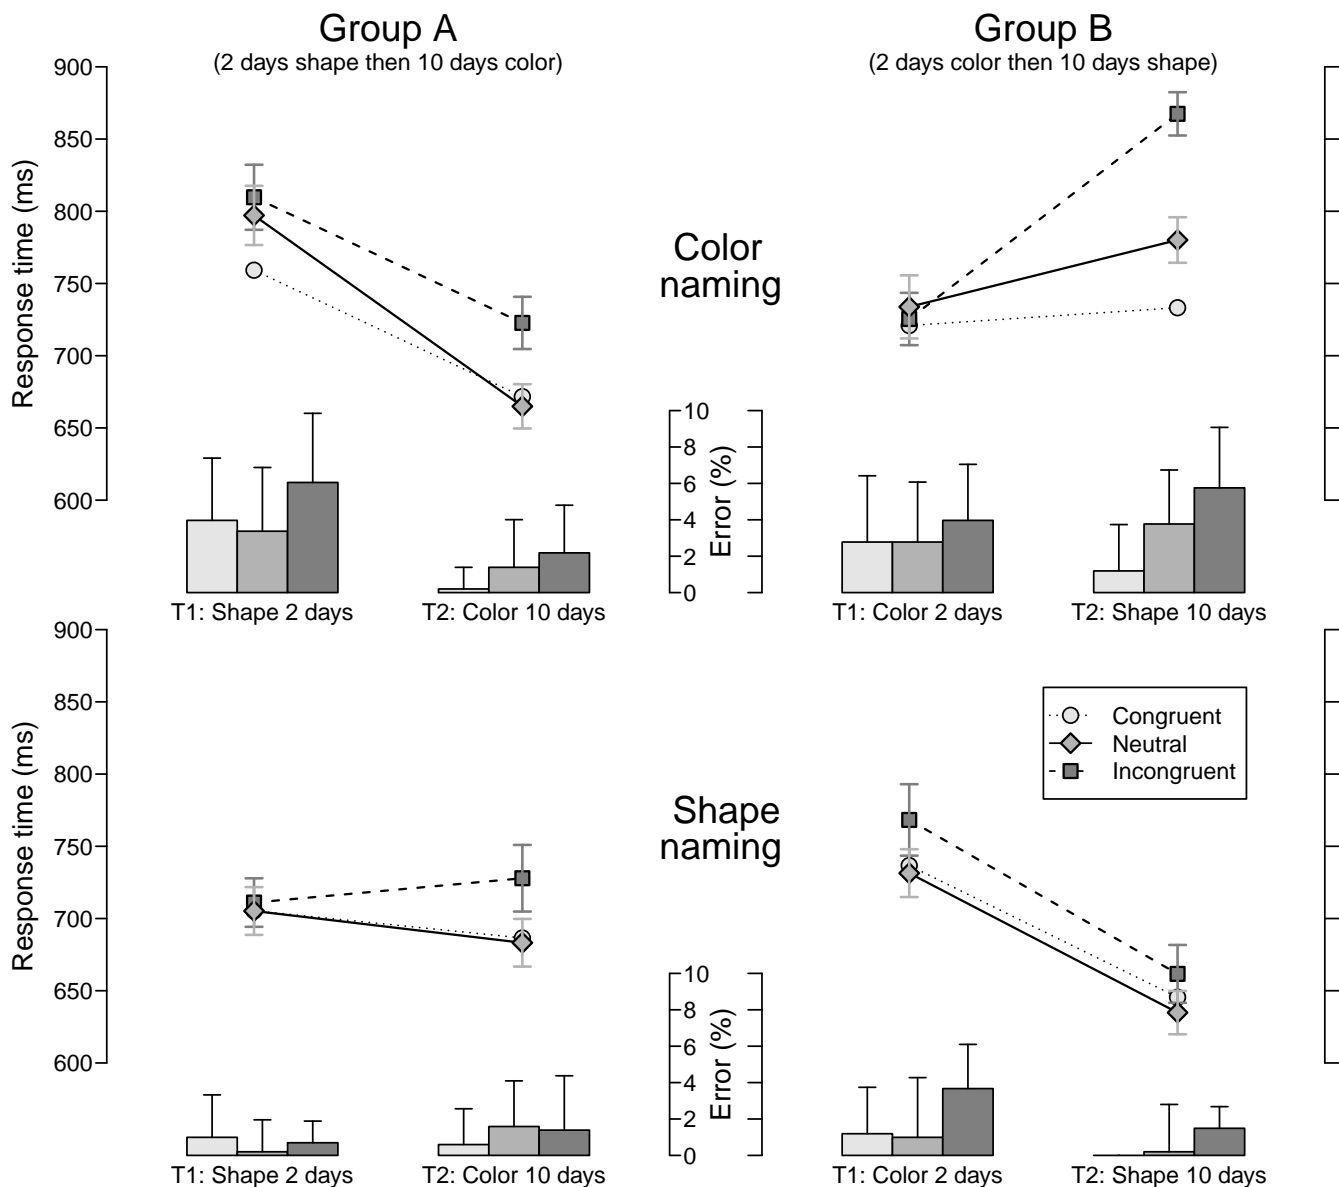 Group A
(2 days shape then 10 days color)
Group B
(2 days color then 10 days shape)
Response time (ms)
900
850
800
750
700
650
600
Color
naming
Error (%)
10
8
6
4
2
0
T1: Shape 2 days
T2: Color 10 days
T1: Color 2 days
T2: Shape 10 days
Response time (ms)
900
850
800
750
700
650
600
Shape
naming
Congruent
Neutral
Incongruent
Error (%)
10
8
6
4
2
0
T1: Shape 2 days
T2: Color 10 days
T1: Color 2 days
T2: Shape 10 days